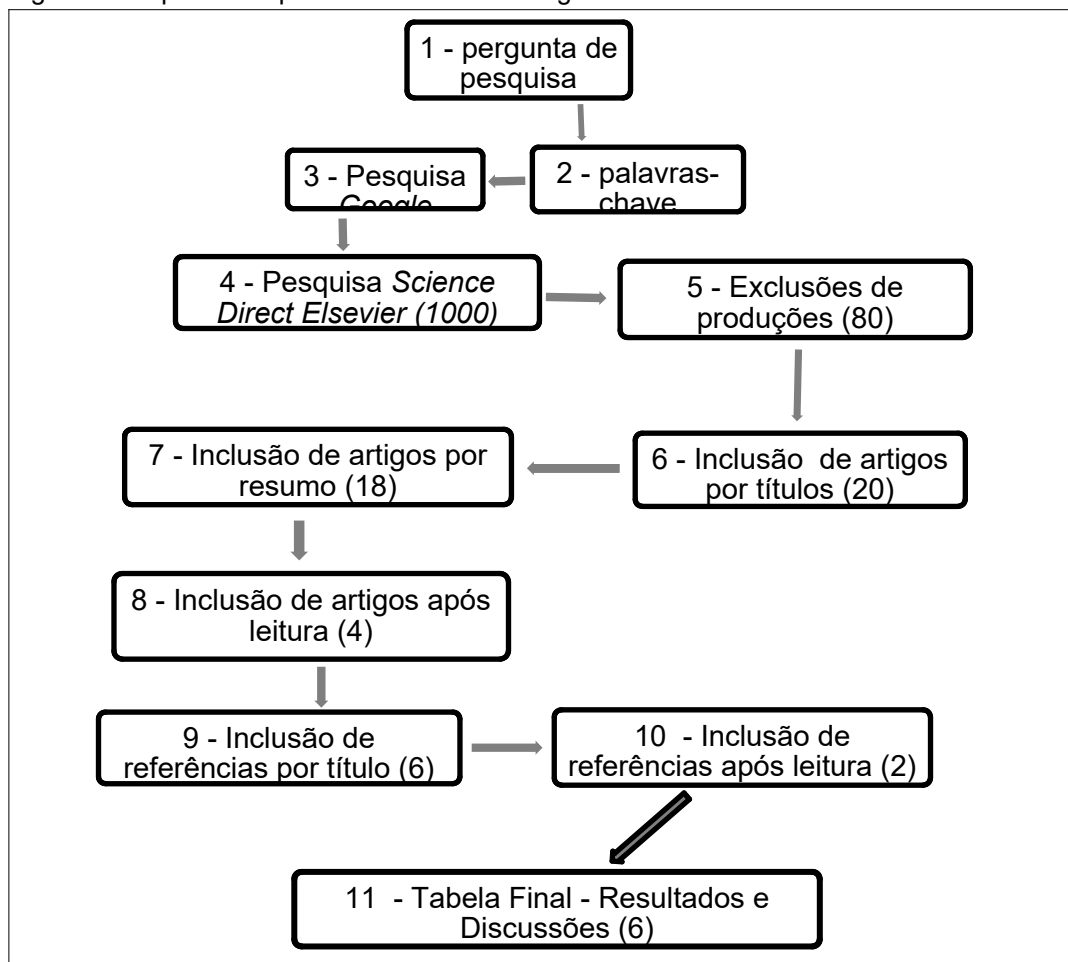 1 - pergunta de
pesquisa
3 - Pesquisa
Google
2 - palavras-
chave
4 - Pesquisa Science
Direct Elsevier (1000)
5 - Exclusões de
produções (80)
7 - Inclusão de artigos por
resumo (18)
6 - Inclusão de artigos
por títulos (20)
8 - Inclusão de artigos após
leitura (4)
9 - Inclusão de
referências por título (6)
10 - Inclusão de
referências após leitura (2)
11 - Tabela Final - Resultados e
Discussões (6)